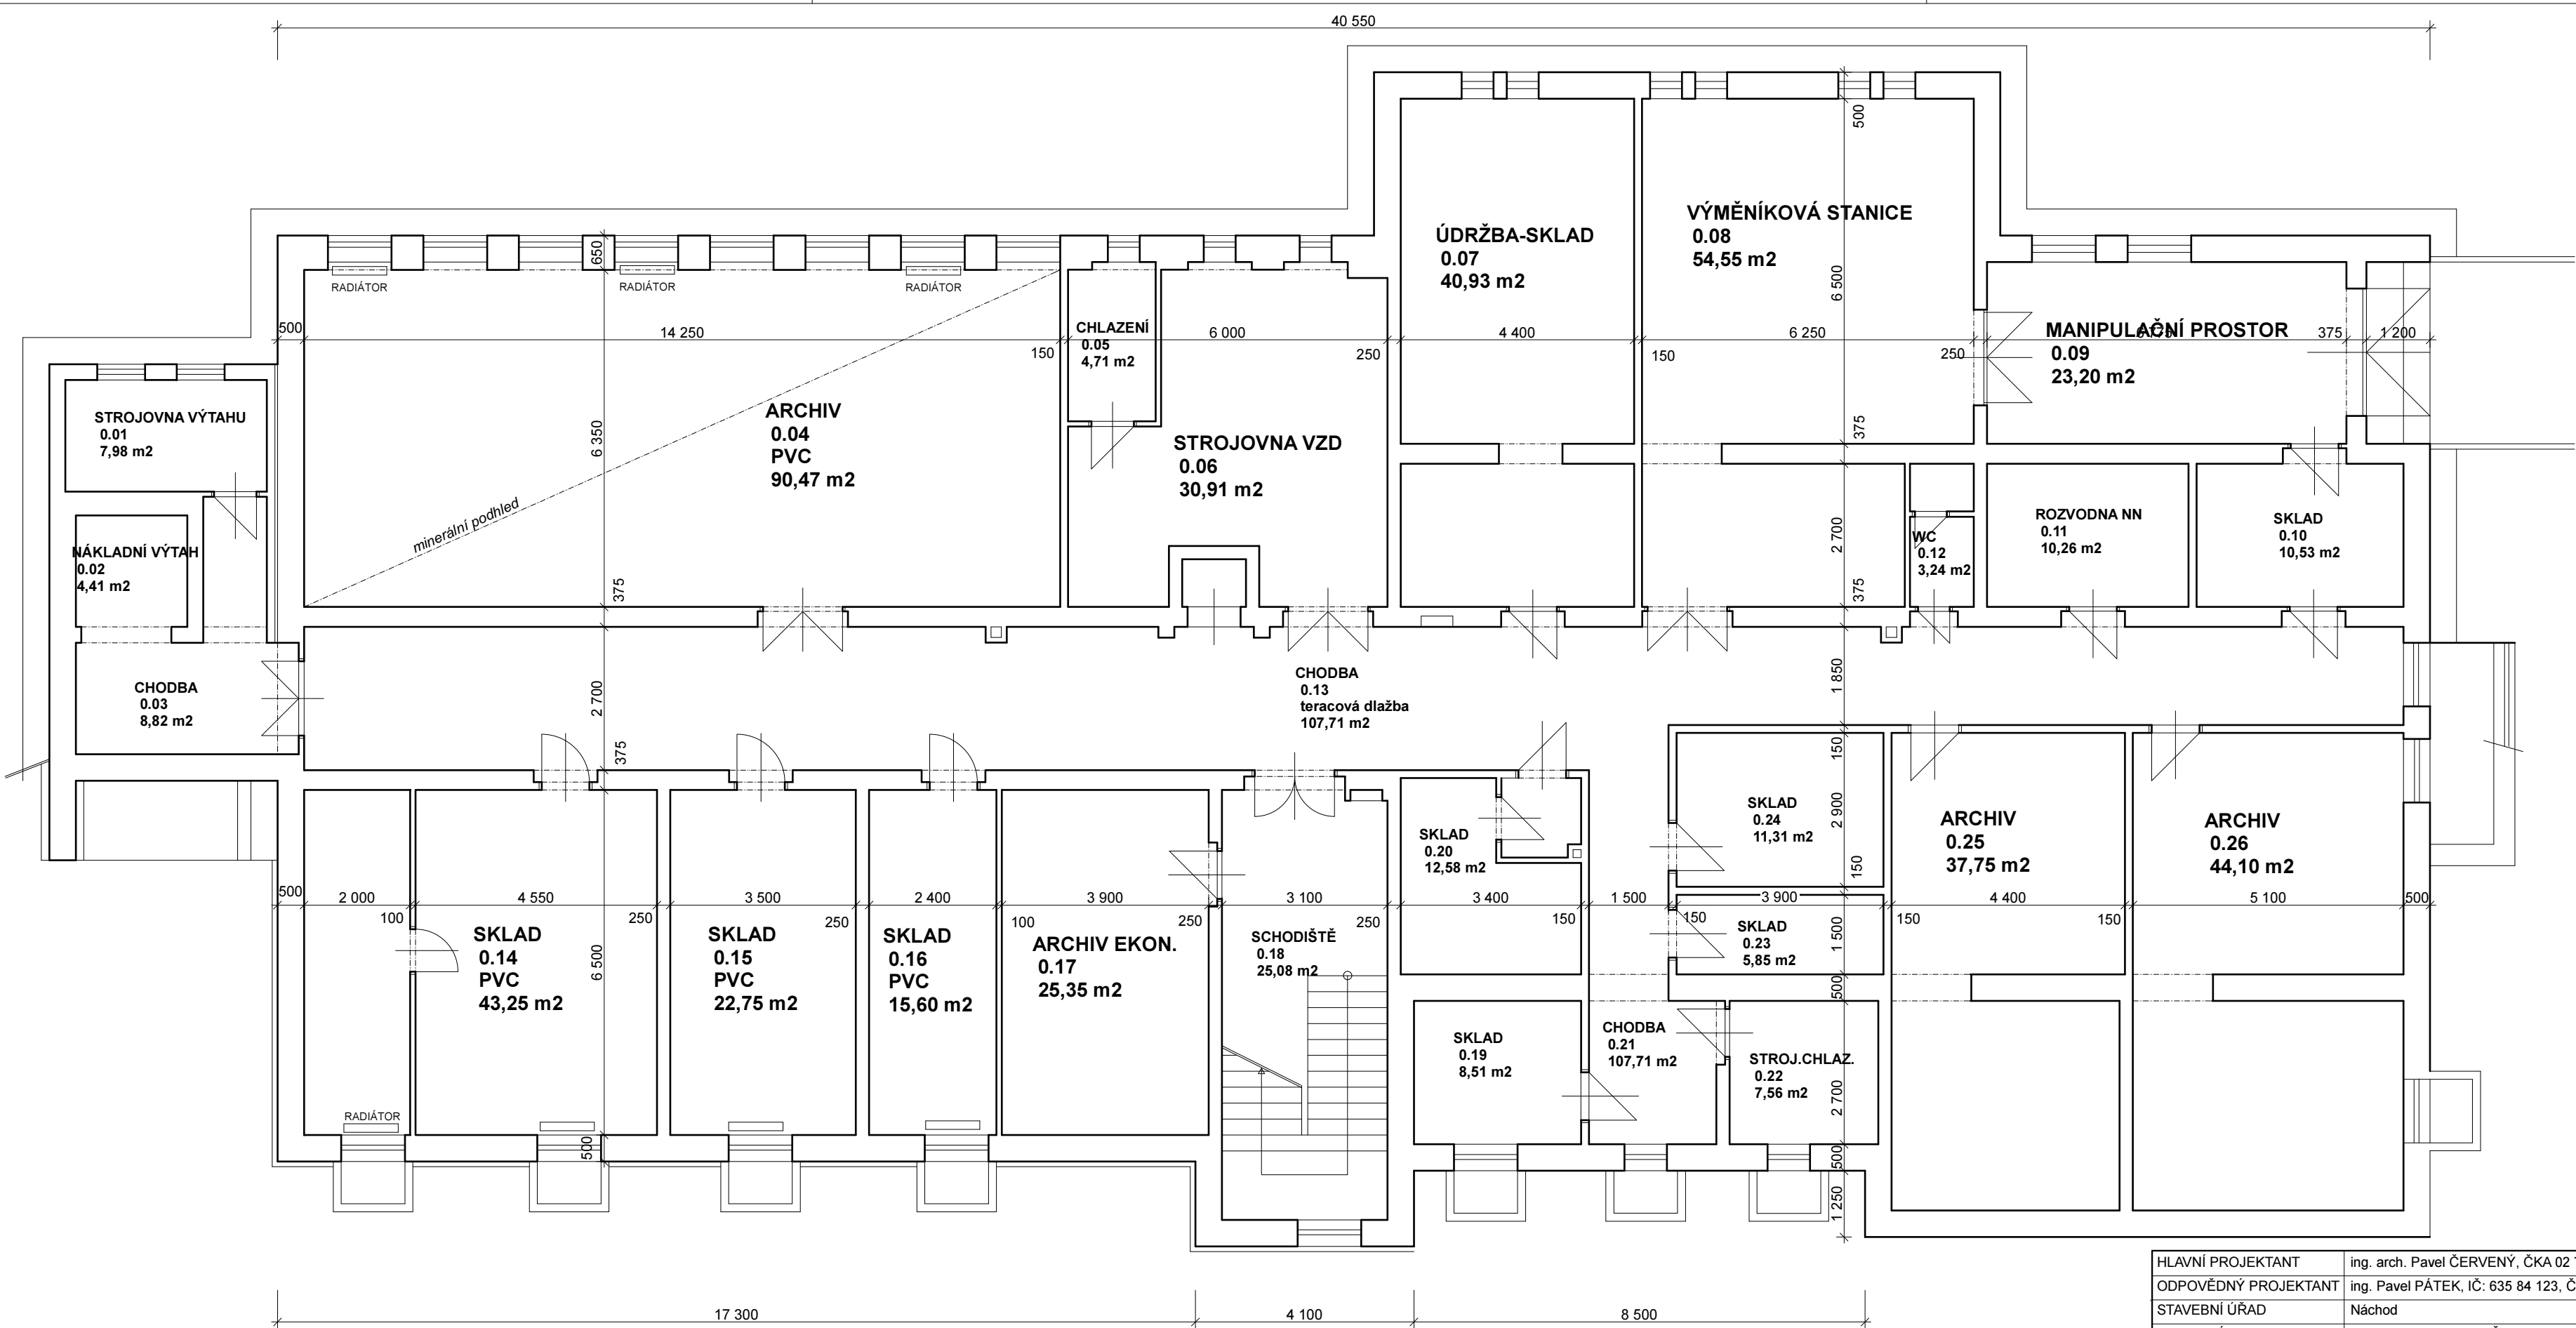 40 550
500
VÝMĚNÍKOVÁ STANICE
0.08
54,55 m2
ÚDRŽBA-SKLAD
0.07
40,93 m2
650
6 500
RADIÁTOR
RADIÁTOR
RADIÁTOR
500
14 250
150
CHLAZENÍ
0.05
4,71 m2
6 000
250
4 400
150
6 250
250
MANIPULAČNÍ PROSTOR
0.09
23,20 m2
375
1 200
STROJOVNA VÝTAHU
0.01
7,98 m2
ARCHIV
0.04
PVC
90,47 m2
6 350
375
STROJOVNA VZD
0.06
30,91 m2
minerální podhled
NÁKLADNÍ VÝTAH
0.02
4,41 m2
375
2 700
375
WC
0.12
3,24 m2
ROZVODNA NN
0.11
10,26 m2
SKLAD
0.10
10,53 m2
CHODBA
0.03
8,82 m2
2 700
375
CHODBA
0.13
teracová dlažba
107,71 m2
1 850
150
SKLAD
0.24
11,31 m2
2 900
150
SKLAD
0.20
12,58 m2
ARCHIV
0.25
37,75 m2
ARCHIV
0.26
44,10 m2
500
2 000
100
4 550
250
3 500
250
2 400
100
3 900
250
3 100
250
3 400
150
1 500
150
3 900
150
4 400
150
5 100
500
SKLAD
0.14
PVC
43,25 m2
6 500
SKLAD
0.15
PVC
22,75 m2
SKLAD
0.16
PVC
15,60 m2
ARCHIV EKON.
0.17
25,35 m2
SCHODIŠTĚ
0.18
25,08 m2
SKLAD
0.23
5,85 m2
1 500
500
SKLAD
0.19
8,51 m2
CHODBA
0.21
107,71 m2
STROJ.CHLAZ.
0.22
7,56 m2
2 700
RADIÁTOR
500
500
1 250
17 300
4 100
8 500
HLAVNÍ PROJEKTANT
ing. arch. Pavel ČERVENÝ, ČKA 02
ODPOVĚDNÝ PROJEKTANT
ing. Pavel PÁTEK, IČ: 635 84 123, Č
STAVEBNÍ ÚŘAD
Náchod